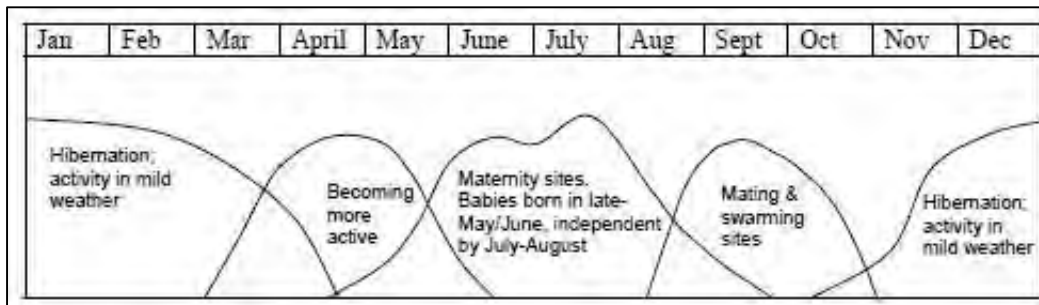 Jan Feb Mar April May June July Aug Sept Oct Nov Dec
Hibernation;
activity in mild
weather
Becoming
more
active
Maternity sites.
Babies born in late-
May/June, independent
by July-August
Mating &
swarming
sites
Hibernation;
activity in
mild weather